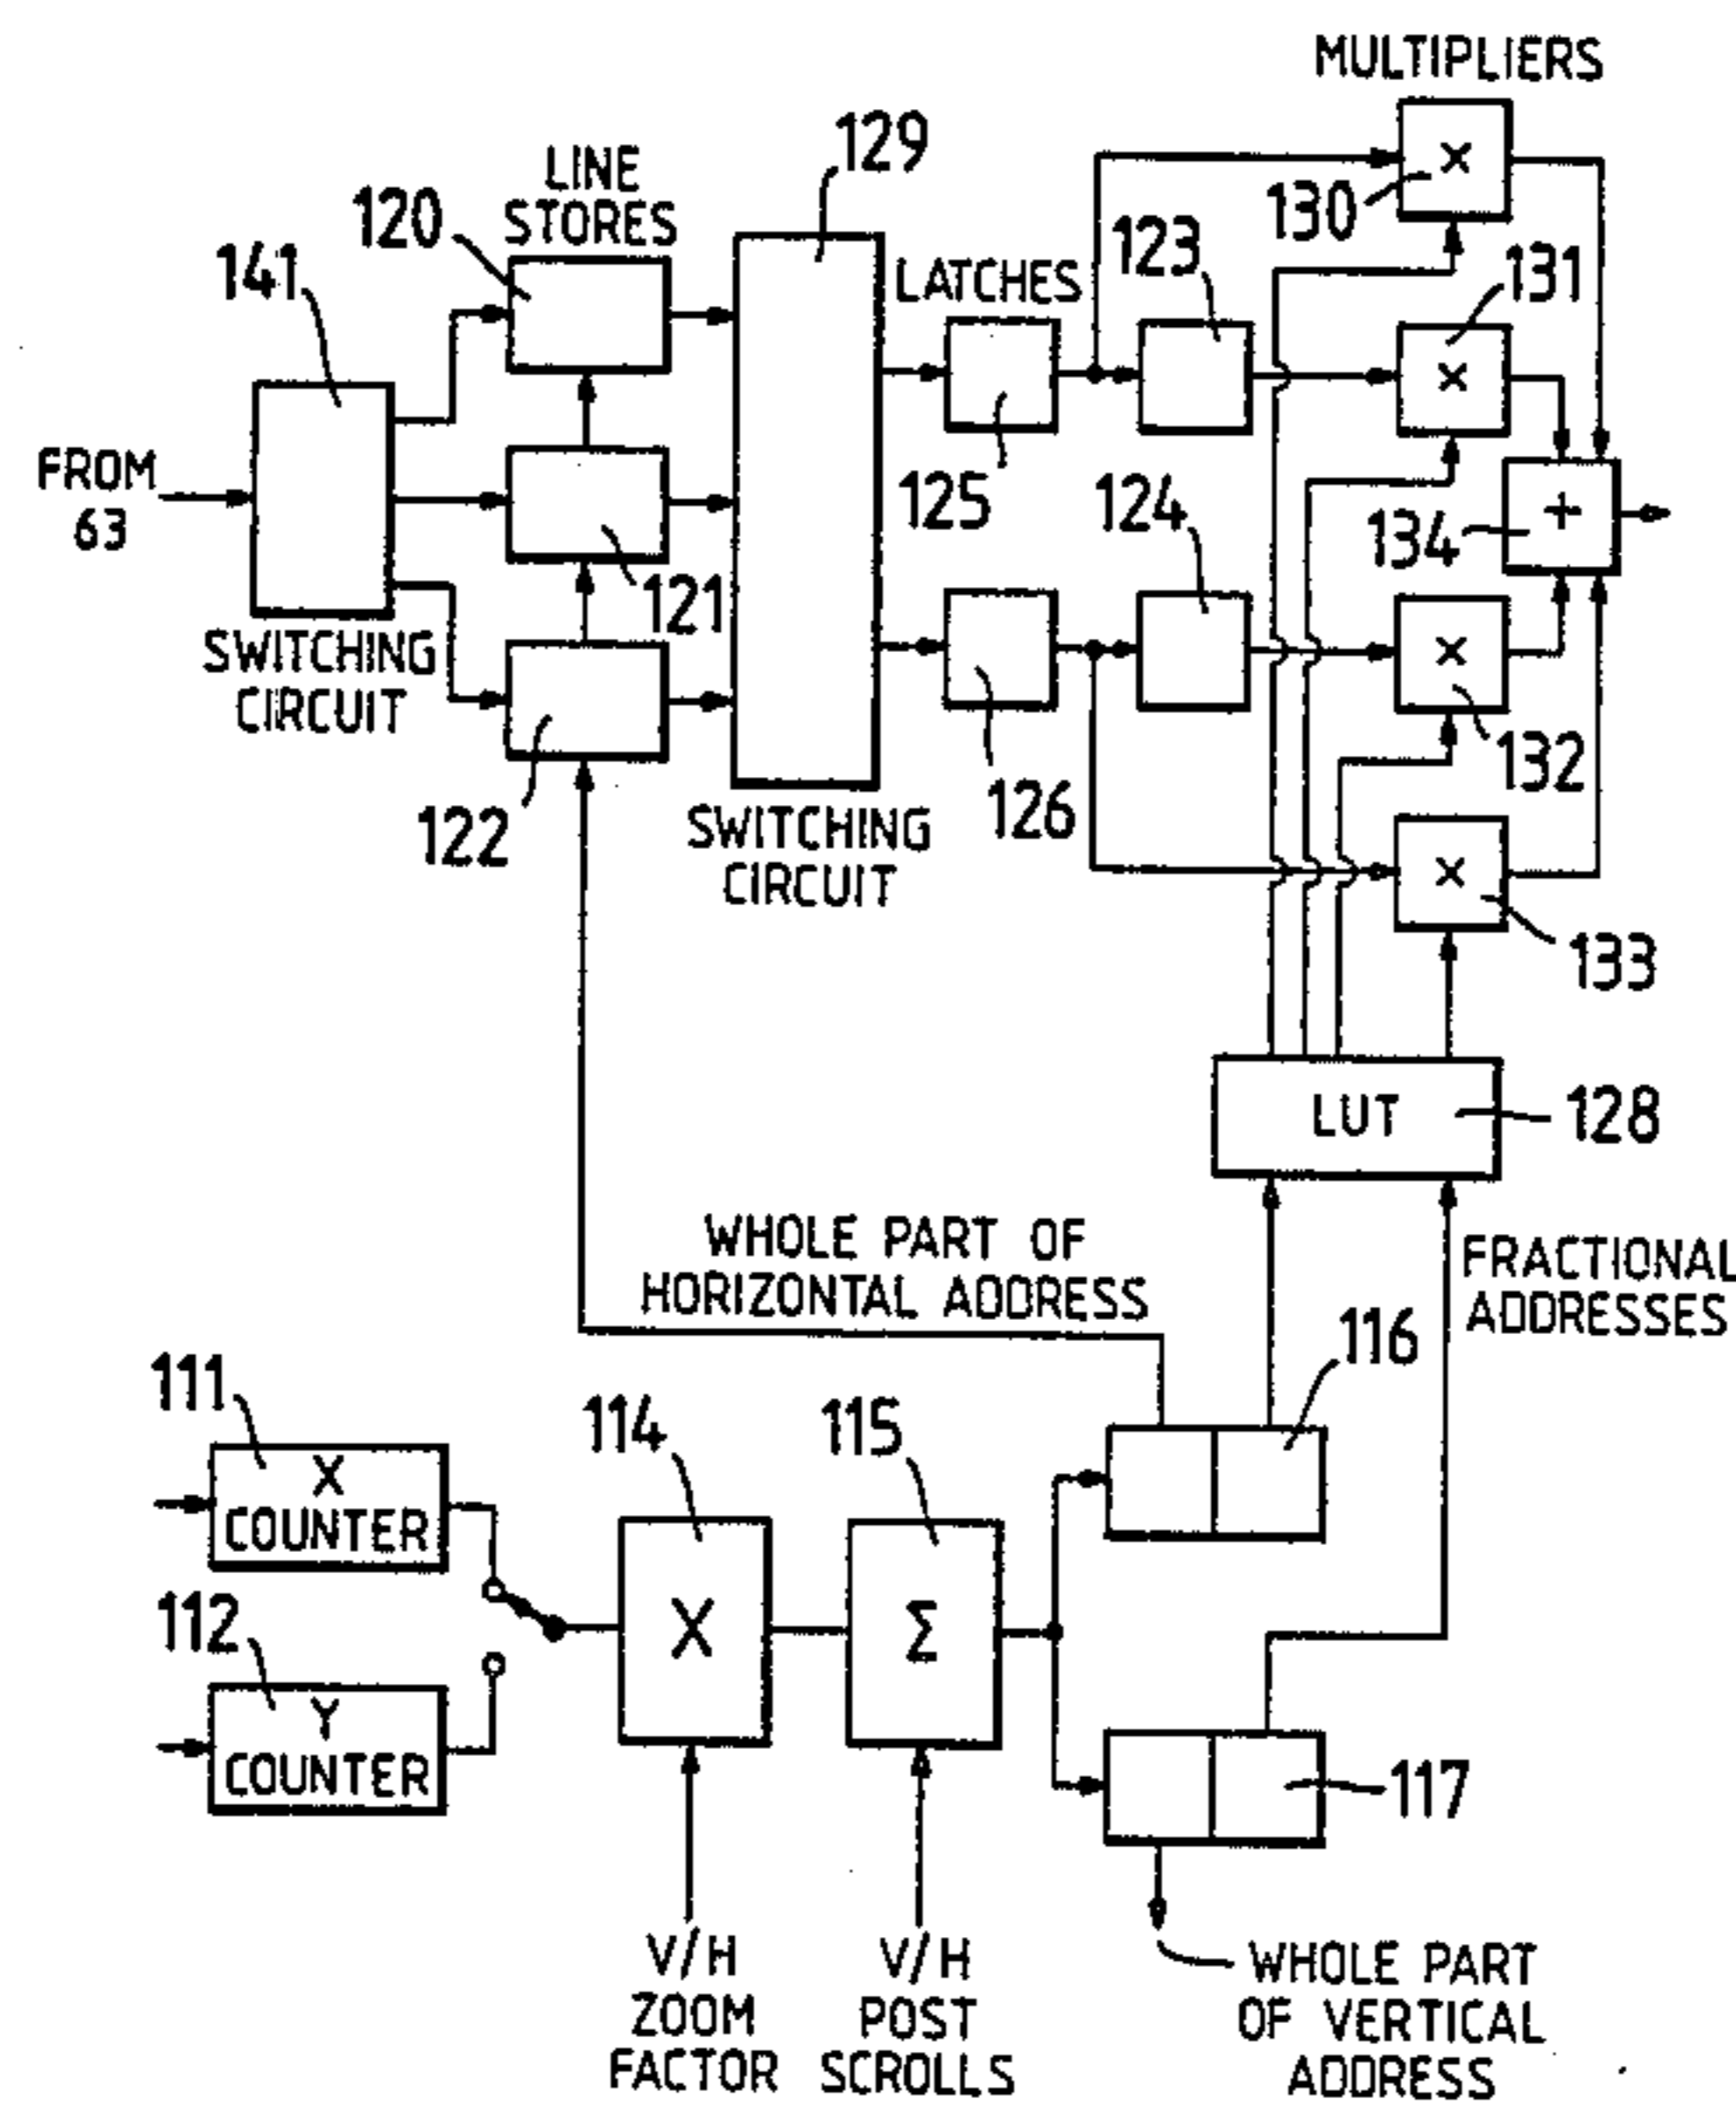 MULTIPLIERS
129
LINE
STORES
120
×
130
123
141
LATCHES
131
×
FROM
63
125
124
134
+
121
SWITCHING
CIRCUIT
×
132
122
126
SWITCHING
CIRCUIT
×
133
LUT
128
WHOLE PART OF
HORIZONTAL ADDRESS
FRACTIONAL
ADDRESSES
116
111
114
115
X
COUNTER
112
X
Σ
Y
COUNTER
117
V/H
ZOOM
FACTOR
V/H
POST
SCROLLS
WHOLE PART
OF VERTICAL
ADDRESS